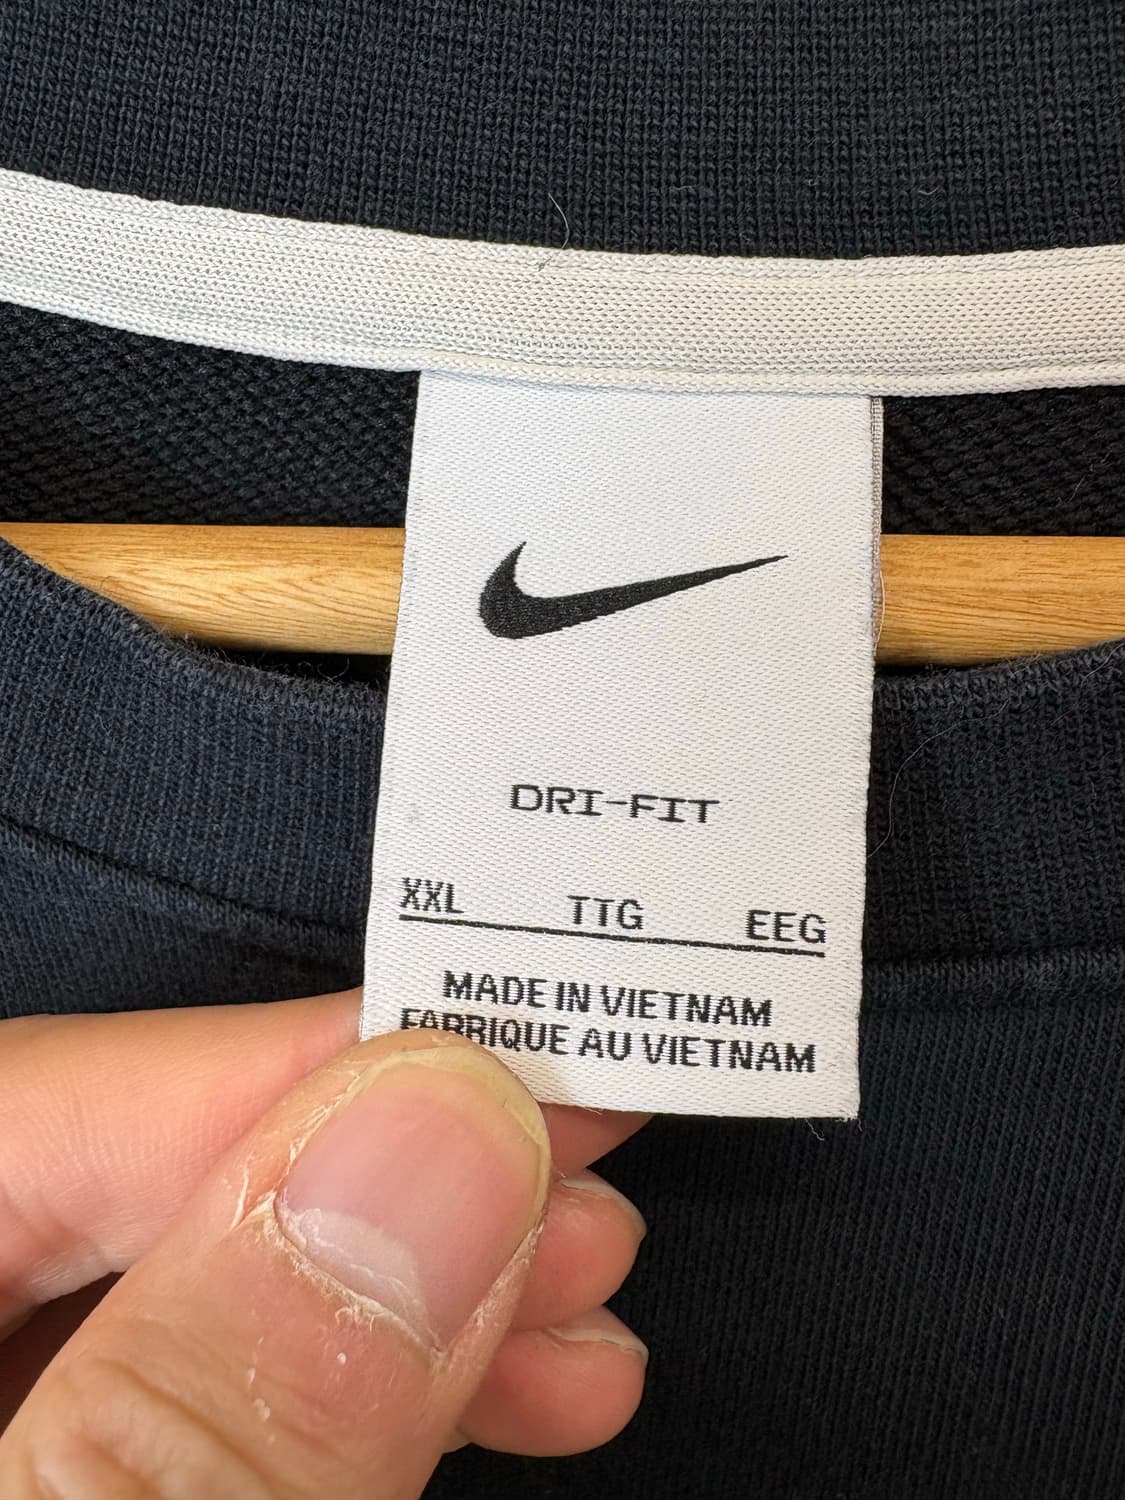 DRI-FIT
XXL TTG EEG
MADE IN VIETNAM
FABRIQUE AU VIETNAM